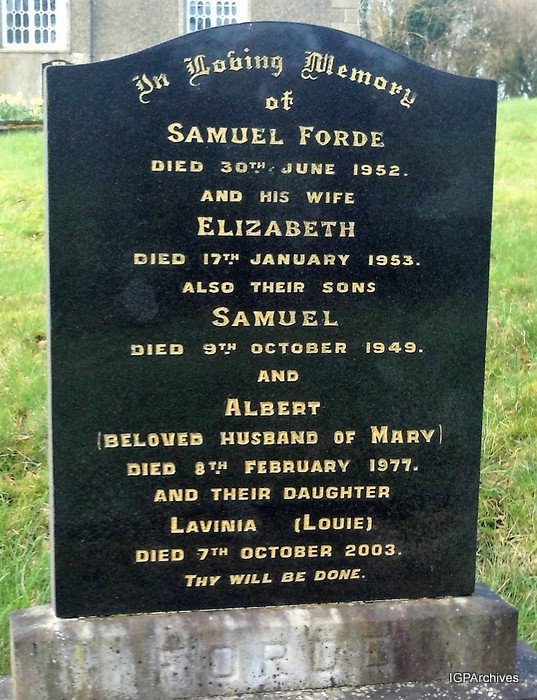 In Loving Memory
of
SAMUEL FORDE
DIED 30TH JUNE 1952.
AND HIS WIFE
ELIZABETH
DIED 17TH JANUARY 1953.
ALSO THEIR SONS
SAMUEL
DIED 9TH OCTOBER 1949.
AND
ALBERT
(BELOVED HUSBAND OF MARY)
DIED 8TH FEBRUARY 1977.
AND THEIR DAUGHTER
LAVINIA (LOUIE)
DIED 7TH OCTOBER 2003.
THY WILL BE DONE.
FORDE
IGPArchives